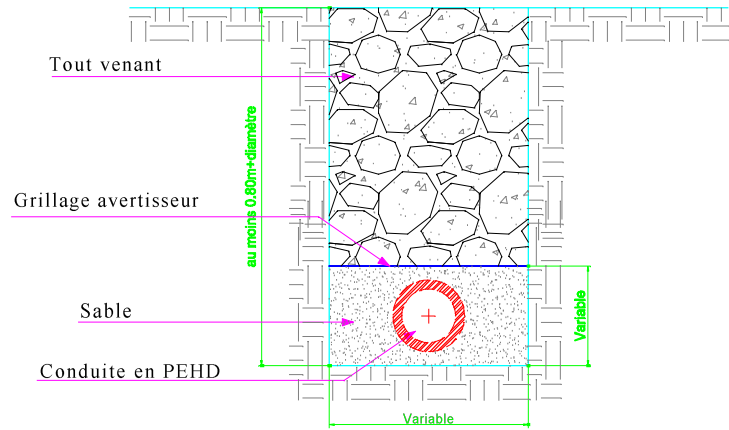 Tout venant
au moins 0.80m+diamètre
Grillage avertisseur
Sable
Variable
Conduite en PEHD
Variable